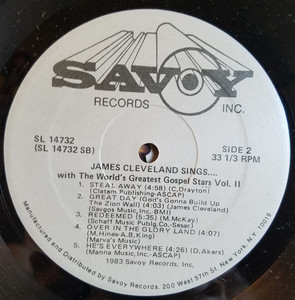 SAVOY
RECORDS
INC.
SL 14732
(SL 14732 SB)
SIDE 2
33 1/3 RPM
JAMES CLEVELAND SINGS....
with The World's Greatest Gospel Stars Vol. II
1. STEAL AWAY (4:58) (C.Drayton)
(Clatam Publishing-ASCAP)
2. GREAT DAY (God's Gonna Build Up
The Zion Wall) (4:03) (James Cleveland)
(Savgos Music, Inc.-BMI)
3. REDEEMED (5:35) (M.McKay)
(Schaff Music Publg. Co.-Sesac)
4. OVER IN THE GLORY LAND (4:07)
(M.Hines-A.B.King)
(Marva's Music)
5. HE'S EVERYWHERE (4:26) (D. Akers)
(Manna Music, Inc.-ASCAP)
1983 Savoy Records, Inc.
Manufactured and Distributed by Savoy Records, 200 West 57th St. New York, N.Y. 10019